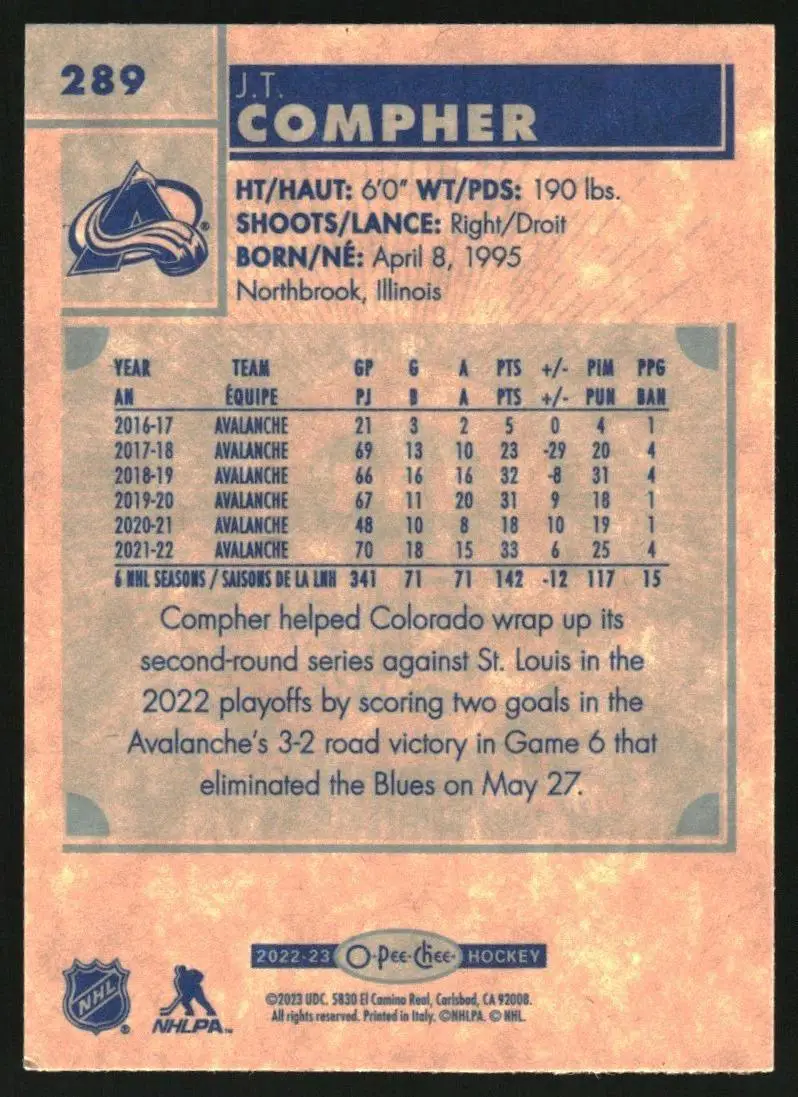 289
J.T.
COMPHER
HT/HAUT: 6'0" WT/PDS: 190 lbs.
SHOOTS/LANCE: Right/Droit
BORN/NÉ: April 8, 1995
Northbrook, Illinois
YEAR TEAM GP G A PTS +/- PIM PPG
AN ÉQUIPE PJ B A PTS +/- PUN BAN
2016-17 AVALANCHE 21 3 2 5 0 4 1
2017-18 AVALANCHE 69 13 10 23 -29 20 4
2018-19 AVALANCHE 66 16 16 32 -8 31 4
2019-20 AVALANCHE 67 11 20 31 9 18 1
2020-21 AVALANCHE 48 10 8 18 10 19 1
2021-22 AVALANCHE 70 18 15 33 6 25 4
6 NHL SEASONS / SAISONS DE LA LNH 341 71 71 142 -12 117 15
Compher helped Colorado wrap up its
second-round series against St. Louis in the
2022 playoffs by scoring two goals in the
Avalanche's 3-2 road victory in Game 6 that
eliminated the Blues on May 27.
2022-23 O-Pee-Chee HOCKEY
©2023 UDC. 5830 El Camino Real, Carlsbad, CA 92008.
All rights reserved. Printed in Italy. ©NHLPA. © NHL.
NHL ®
NHLPA™